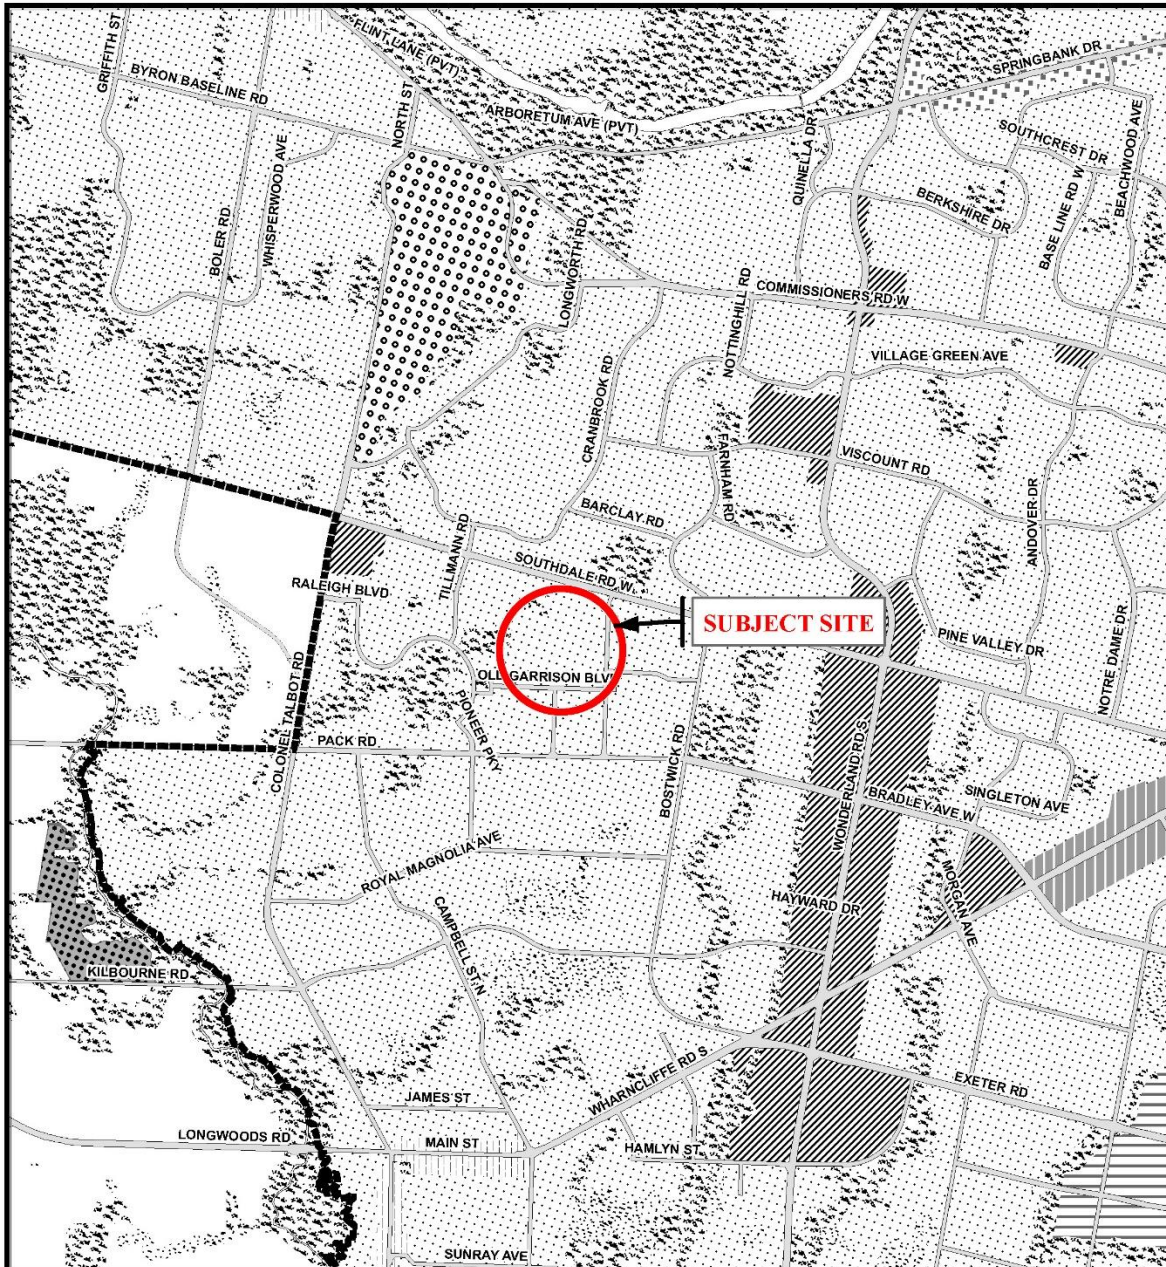 GRIFFITH ST
FLINT LANE (PVT)
SPRINGBANK DR
BYRON BASELINE RD
NORTH ST
ARBORETUM AVE (PVT)
QUINELLA DR
SOUTHCREST DR
BEACHWOOD AVE
WHISPERWOOD AVE
BERKSHIRE DR
BASE LINE RD W
BOLER RD
LONGWORTH RD
COMMISSIONERS RD W
NOTTINGHILL RD
VILLAGE GREEN AVE
CRANBROOK RD
FARNHAM RD
VISCOUNT RD
ANDOVER DR
BARCLAY RD
TILLMANN RD
SOUTHDALE RD W
RALEIGH BLVD
SUBJECT SITE
PINE VALLEY DR
NOTRE DAME DR
COLONEL TALBOT RD
GARRISON
PIONEER PKY
PACK RD
BOSTWICK RD
WONDERLAND RD S
BRADLEY AVE W
SINGLETON AVE
ROYAL MAGNOLIA AVE
MORGAN AVE
HAYWARD DR
CAMPBELL ST N
KILBOURNE RD
WHARNCLIFFE RD S
EXETER RD
JAMES ST
LONGWOODS RD
MAIN ST
HAMLYN ST
SUNRAY AVE